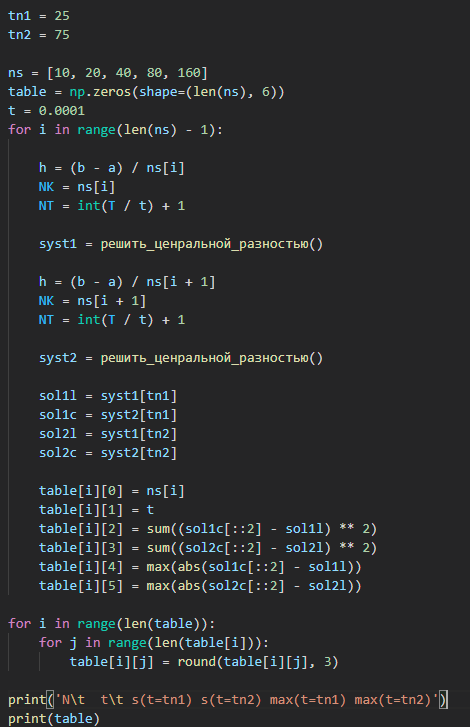 tn1 = 25
tn2 = 75
ns = [10, 20, 40, 80, 160]
table = np.zeros(shape=(len(ns), 6))
t = 0.0001
for i in range(len(ns) - 1):
h = (b - a) / ns[i]
NK = ns[i]
NT = int(T / t) + 1
syst1 = решить_ценральной_разностью()
h = (b - a) / ns[i + 1]
NK = ns[i + 1]
NT = int(T / t) + 1
syst2 = решить_ценральной_разностью()
sol1l = syst1[tn1]
sol1c = syst2[tn1]
sol2l = syst1[tn2]
sol2c = syst2[tn2]
table[i][0] = ns[i]
table[i][1] = t
table[i][2] = sum((sol1c[::2] - sol1l) ** 2)
table[i][3] = sum((sol2c[::2] - sol2l) ** 2)
table[i][4] = max(abs(sol1c[::2] - sol1l))
table[i][5] = max(abs(sol2c[::2] - sol2l))
for i in range(len(table)):
for j in range(len(table[i])):
table[i][j] = round(table[i][j], 3)
print('N\t  t\t s(t=tn1) s(t=tn2) max(t=tn1) max(t=tn2)')
print(table)